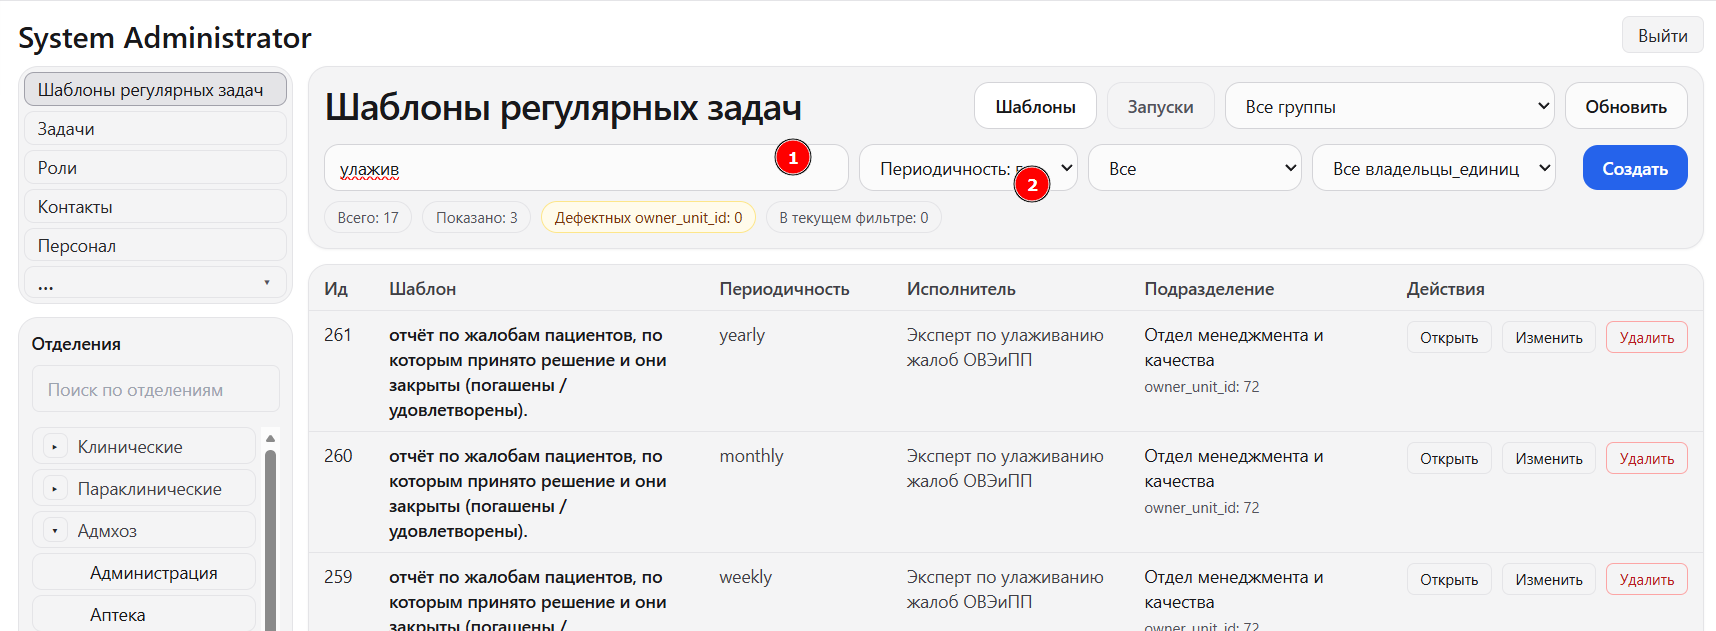 System Administrator
Выйти
Шаблоны регулярных задач
Задачи
Роли
Контакты
Персонал
...
Отделения
Поиск по отделениям
Клинические
Параклинические
Адмхоз
Администрация
Аптека
Шаблоны регулярных задач
Шаблоны
Запуски
Все группы
Обновить
улажив
1
Периодичность:
2
Все
Все владельцы_единиц
Создать
Всего: 17
Показано: 3
Дефектных owner_unit_id: 0
В текущем фильтре: 0
Ид Шаблон Периодичность Исполнитель Подразделение Действия
261
отчёт по жалобам пациентов, по
которым принято решение и они
закрыты (погашены /
удовлетворены).
yearly
Эксперт по улаживанию
жалоб ОВЭиПП
Отдел менеджмента и
качества
owner_unit_id: 72
Открыть Изменить Удалить
260
отчёт по жалобам пациентов, по
которым принято решение и они
закрыты (погашены /
удовлетворены).
monthly
Эксперт по улаживанию
жалоб ОВЭиПП
Отдел менеджмента и
качества
owner_unit_id: 72
Открыть Изменить Удалить
259
отчёт по жалобам пациентов, по
которым принято решение и они
закрыты (погашены /
weekly
Эксперт по улаживанию
жалоб ОВЭиПП
Отдел менеджмента и
качества
owner_unit_id: 72
Открыть Изменить Удалить